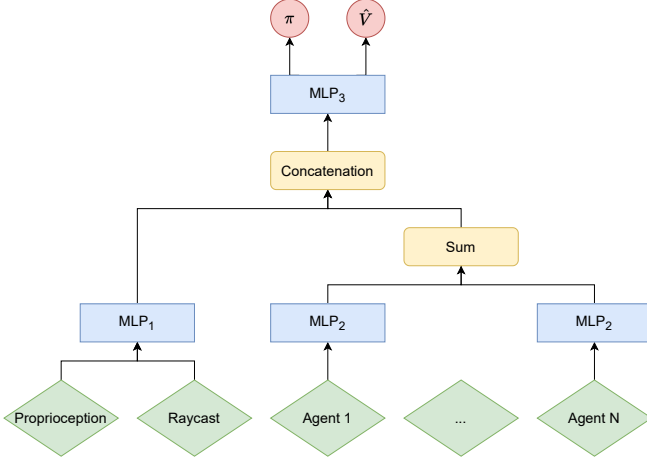 π V̂
MLP₃
Concatenation
Sum
MLP₁ MLP₂ MLP₂
Proprioception Raycast Agent 1 ... Agent N